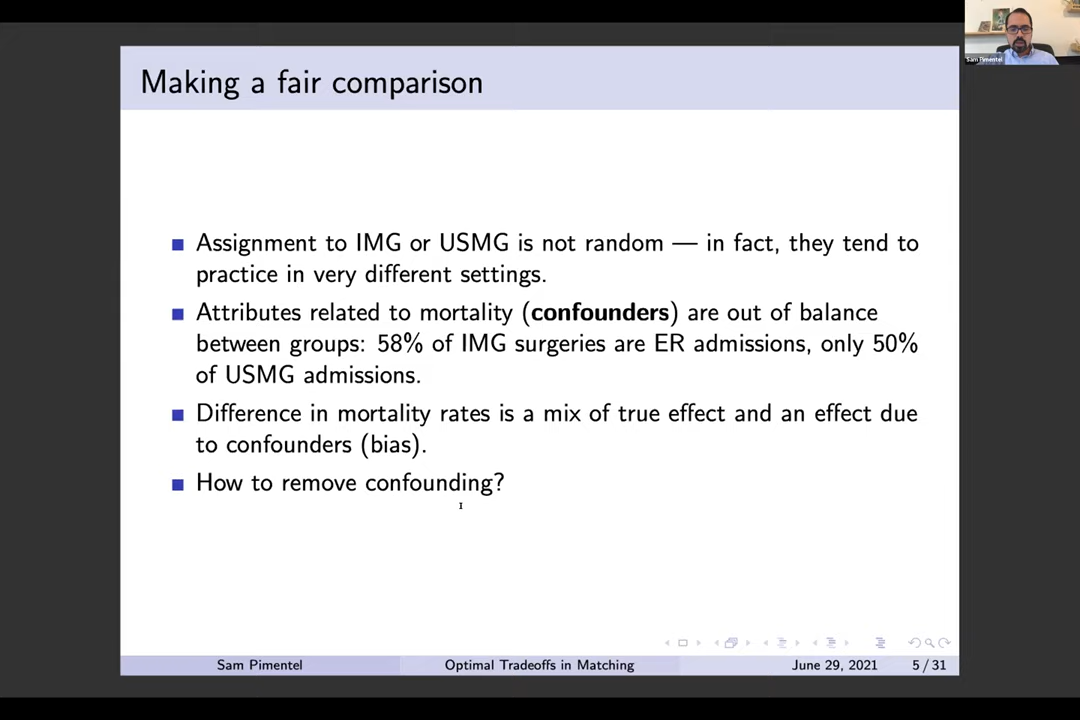 Sam Pimentel
Making a fair comparison
Assignment to IMG or USMG is not random — in fact, they tend to
practice in very different settings.
Attributes related to mortality (confounders) are out of balance
between groups: 58% of IMG surgeries are ER admissions, only 50%
of USMG admissions.
Difference in mortality rates is a mix of true effect and an effect due
to confounders (bias).
How to remove confounding?
Sam Pimentel
Optimal Tradeoffs in Matching
June 29, 2021
5 / 31